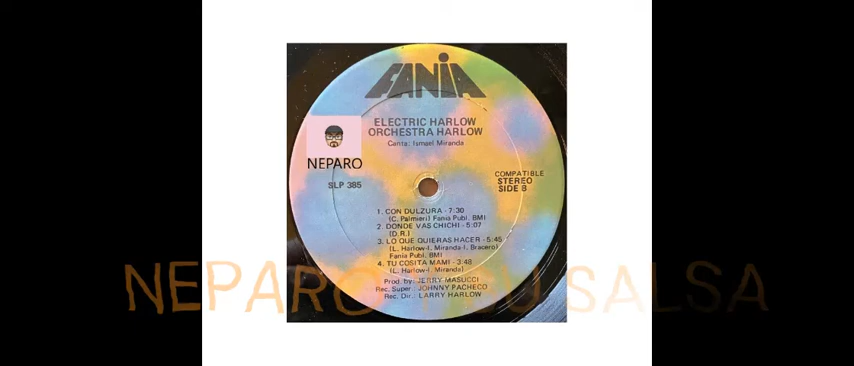 FANIA
ELECTRIC HARLOW
ORCHESTRA HARLOW
Canta: Ismael Miranda
NEPARO
SLP 385
COMPATIBLE
STEREO
SIDE B
1. CON DULZURA - 7:30
(C. Palmieri) Fania Publ. BMI
2. DONDE VAS CHICHI - 5:07
(D.R.)
3. LO QUE QUIERAS HACER - 5:45
(L. Harlow-I. Miranda-I. Bracero)
Fania Publ. BMI
4. TU COSITA MAMI - 3:48
(L. Harlow-I. Miranda)
Prod. by: JERRY MASUCCI
Rec. Super: JOHNNY PACHECO
Rec. Dir.: LARRY HARLOW
NEPARO Y SU SALSA